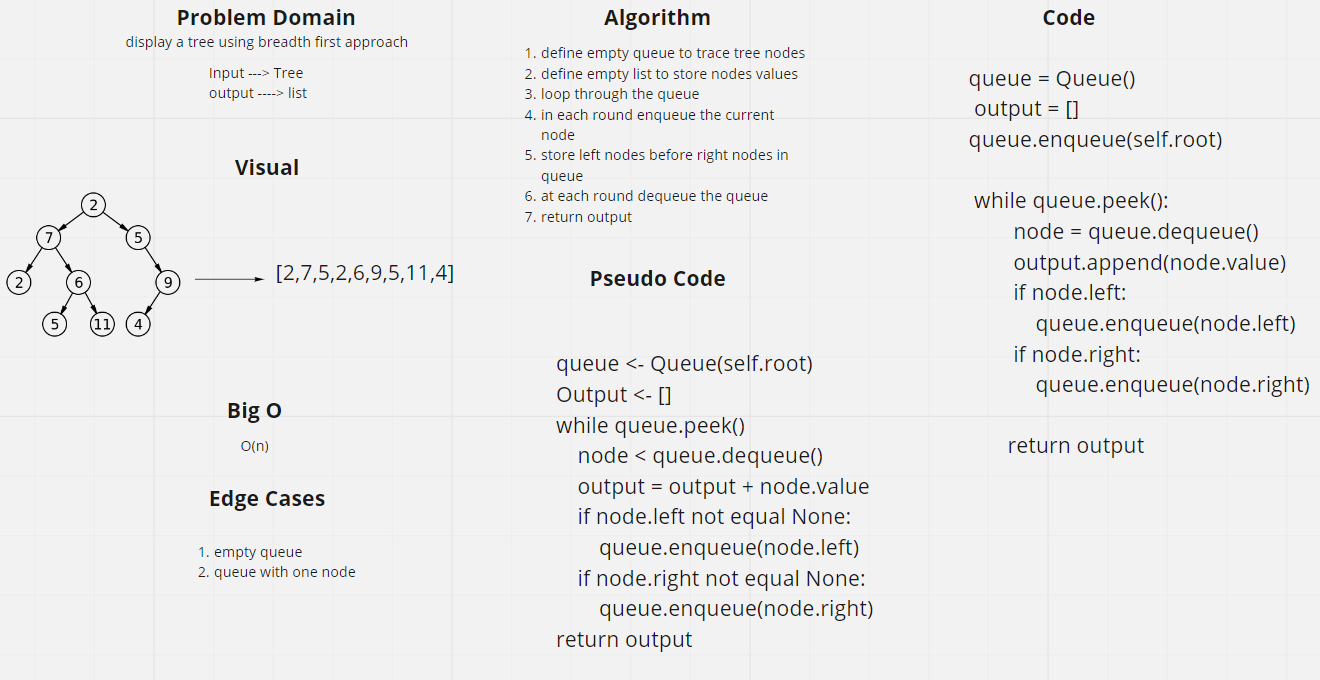 Problem Domain
display a tree using breadth first approach
Input ---> Tree
output ----> list
Visual
2
7
5
2
6
9
5
11
4
[2,7,5,2,6,9,5,11,4]
Big O
O(n)
Edge Cases
1. empty queue
2. queue with one node
Algorithm
1. define empty queue to trace tree nodes
2. define empty list to store nodes values
3. loop through the queue
4. in each round enqueue the current
node
5. store left nodes before right nodes in
queue
6. at each round dequeue the queue
7. return output
Pseudo Code
queue <- Queue(self.root)
Output <- []
while queue.peek()
node < queue.dequeue()
output = output + node.value
if node.left not equal None:
queue.enqueue(node.left)
if node.right not equal None:
queue.enqueue(node.right)
return output
Code
queue = Queue()
output = []
queue.enqueue(self.root)
while queue.peek():
node = queue.dequeue()
output.append(node.value)
if node.left:
queue.enqueue(node.left)
if node.right:
queue.enqueue(node.right)
return output